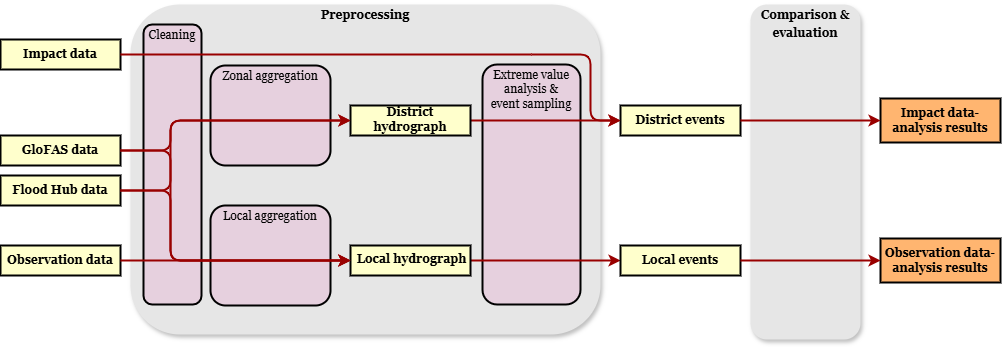 Preprocessing
Comparison &
evaluation
Cleaning
Impact data
Zonal aggregation
Extreme value
analysis &
event sampling
District
hydrograph
District events
Impact data-
analysis results
GloFAS data
Flood Hub data
Local aggregation
Observation data
Local hydrograph
Local events
Observation data-
analysis results